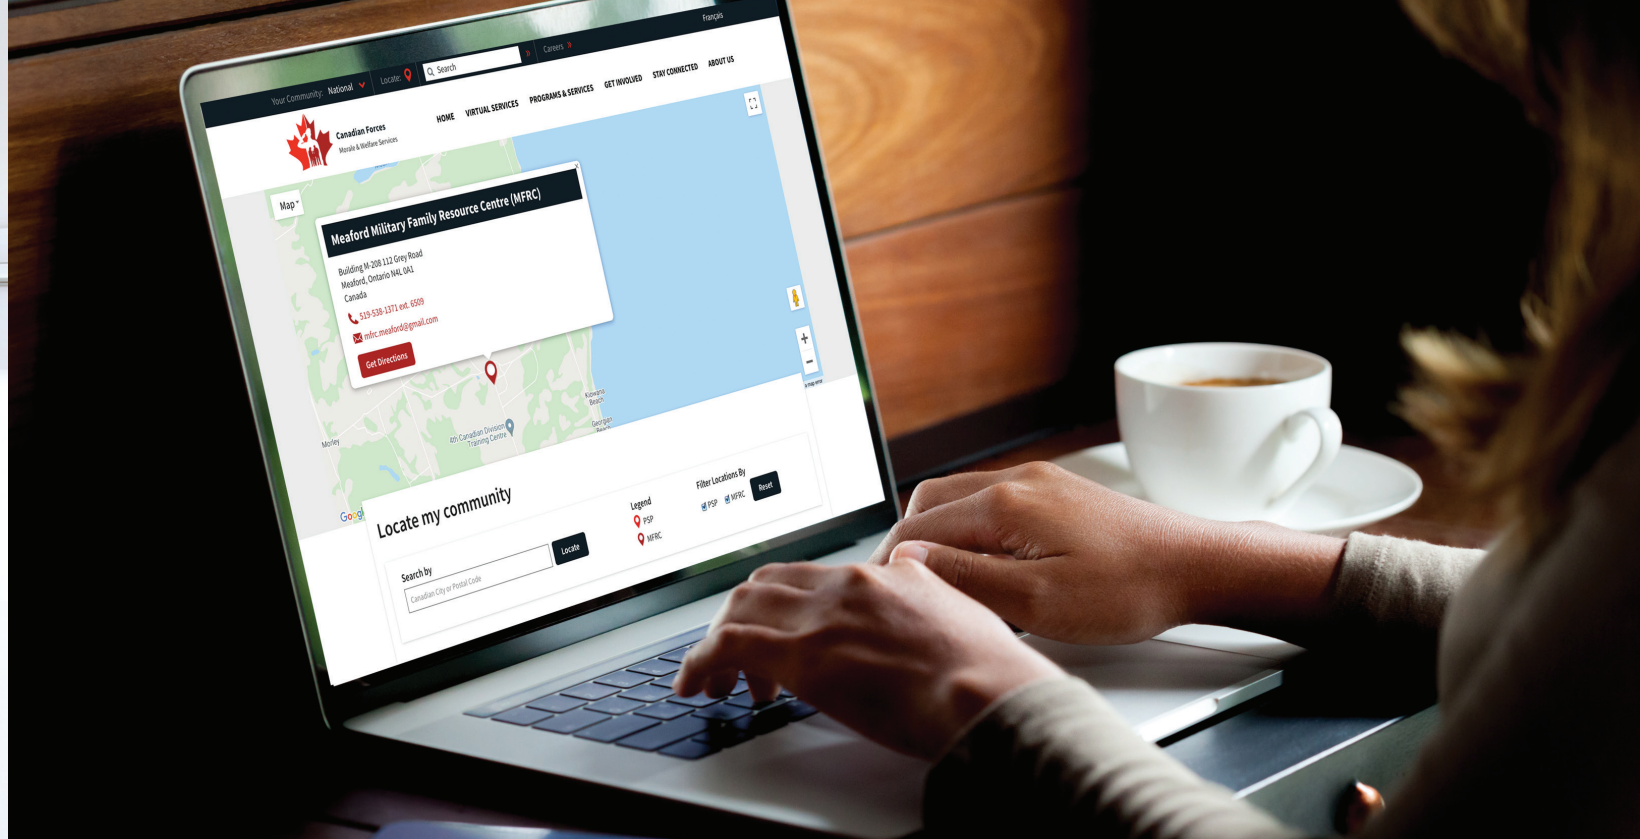 Français
Your Community: National
Locate:
Search
Careers
Canadian Forces
Morale & Welfare Services
HOME
VIRTUAL SERVICES
PROGRAMS & SERVICES
GET INVOLVED
STAY CONNECTED
ABOUT US
Map
Meaford Military Family Resource Centre (MFRC)
Building M-208 112 Grey Road
Meaford, Ontario N4L 0A1
Canada
519-538-1371 ext. 6509
mfrc.meaford@gmail.com
Get Directions
Kiowana
Beach
Georgian
Morley
4th Canadian Division
Training Centre
Google
Locate my community
Search by
Canadian City or Postal Code
Locate
Legend
PSP
MFRC
Filter Locations By
PSP
MFRC
Reset